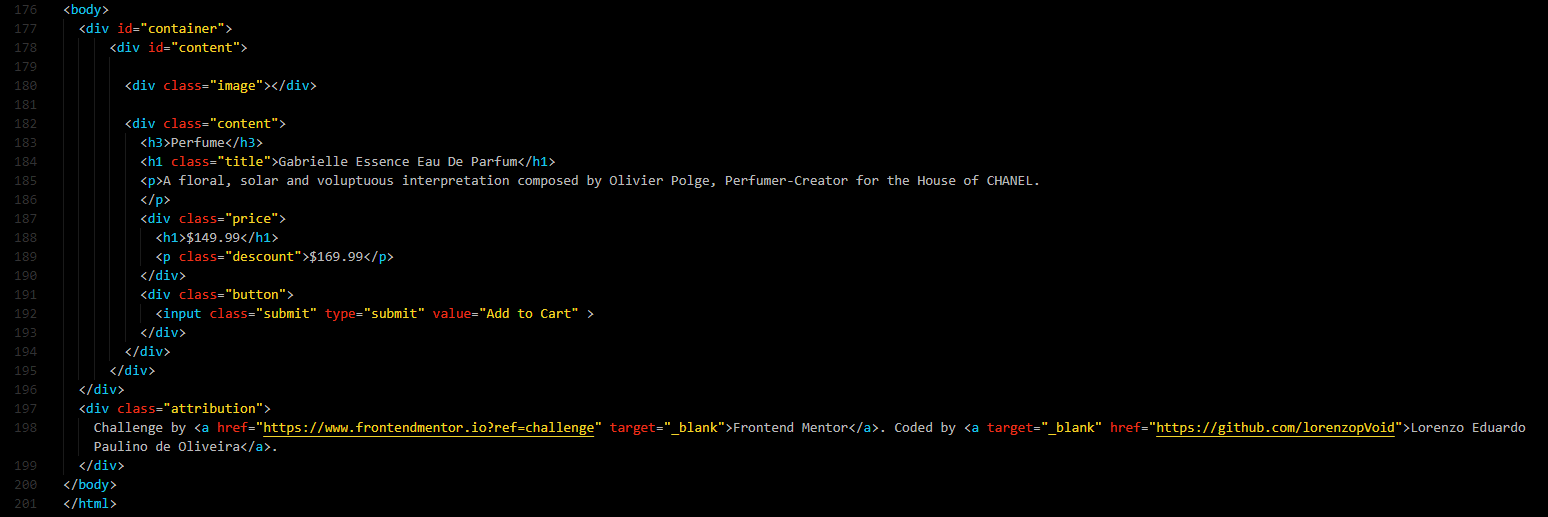 176 <body>
177 <div id="container">
178 <div id="content">
179
180 <div class="image"></div>
181
182 <div class="content">
183 <h3>Perfume</h3>
184 <h1 class="title">Gabrielle Essence Eau De Parfum</h1>
185 <p>A floral, solar and voluptuous interpretation composed by Olivier Polge, Perfumer-Creator for the House of CHANEL.
186 </p>
187 <div class="price">
188 <h1>$149.99</h1>
189 <p class="descount">$169.99</p>
190 </div>
191 <div class="button">
192 <input class="submit" type="submit" value="Add to Cart" >
193 </div>
194 </div>
195 </div>
196 </div>
197 <div class="attribution">
198 Challenge by <a href="https://www.frontendmentor.io?ref=challenge" target="_blank">Frontend Mentor</a>. Coded by <a target="_blank" href="https://github.com/lorenzopVoid">Lorenzo Eduardo
Paulino de Oliveira</a>.
199 </div>
200 </body>
201 </html>